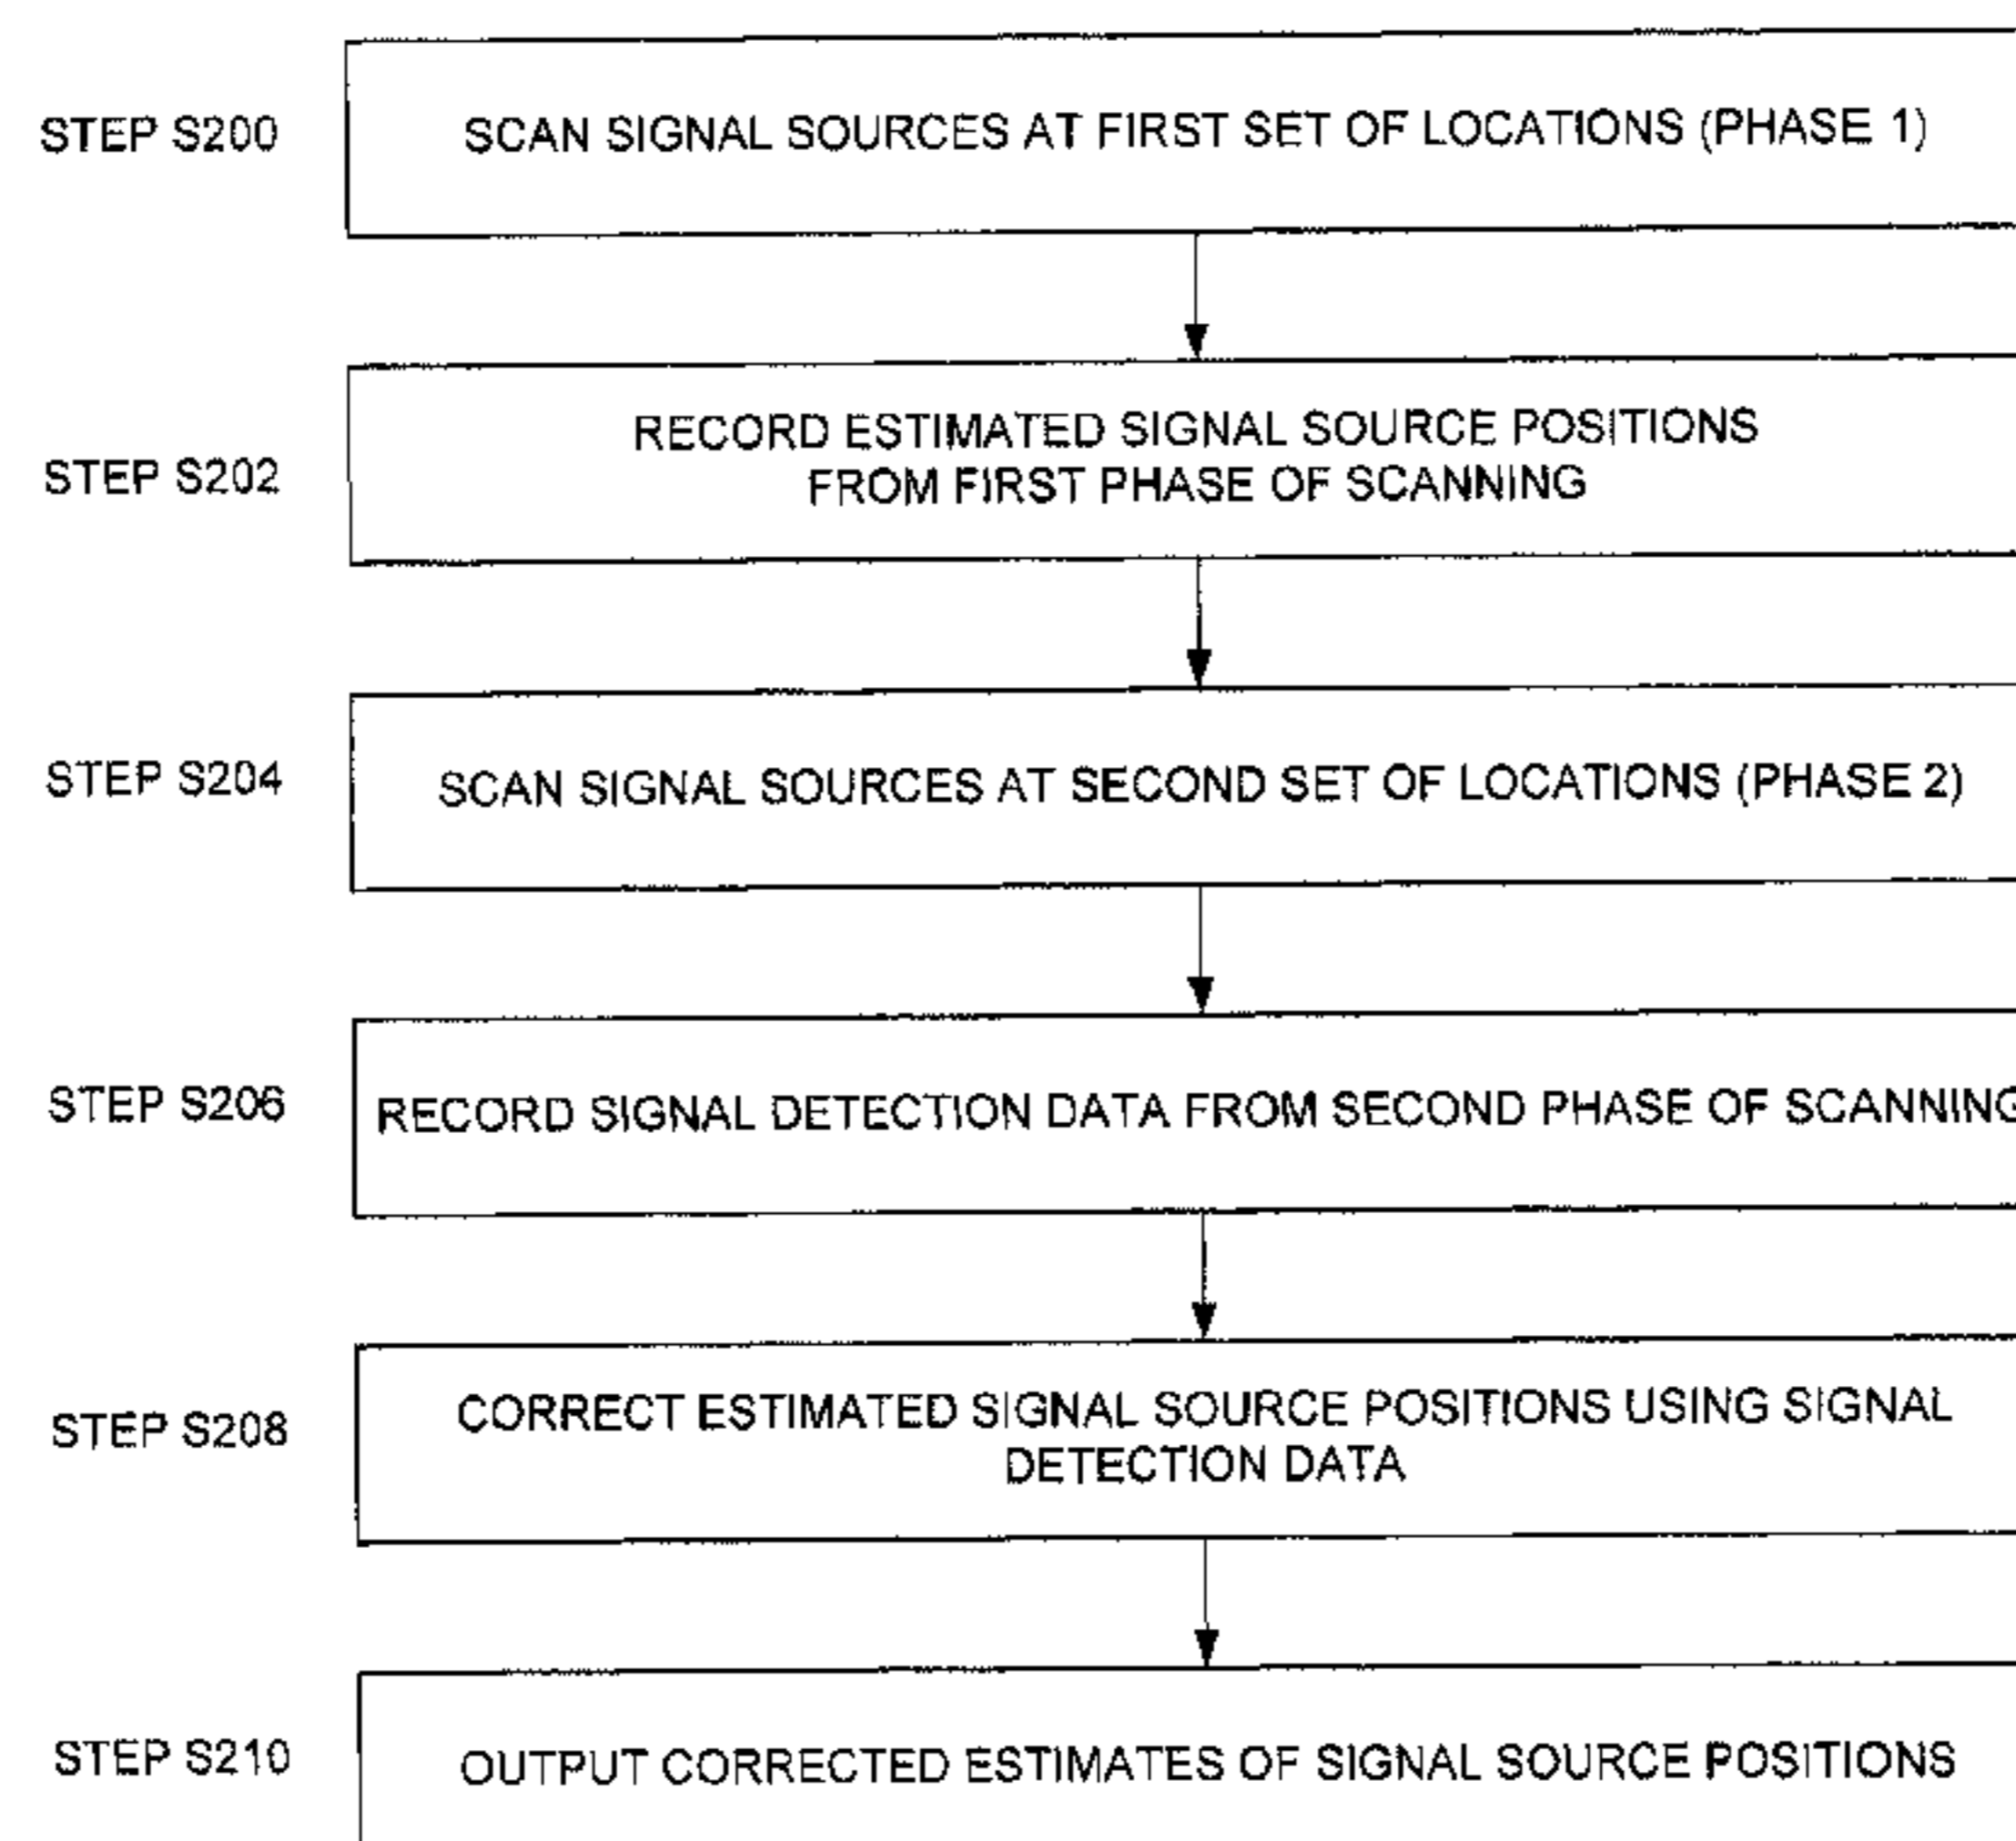 STEP S200
SCAN SIGNAL SOURCES AT FIRST SET OF LOCATIONS (PHASE 1)
STEP S202
RECORD ESTIMATED SIGNAL SOURCE POSITIONS
FROM FIRST PHASE OF SCANNING
STEP S204
SCAN SIGNAL SOURCES AT SECOND SET OF LOCATIONS (PHASE 2)
STEP S206
RECORD SIGNAL DETECTION DATA FROM SECOND PHASE OF SCANNING
STEP S208
CORRECT ESTIMATED SIGNAL SOURCE POSITIONS USING SIGNAL
DETECTION DATA
STEP S210
OUTPUT CORRECTED ESTIMATES OF SIGNAL SOURCE POSITIONS